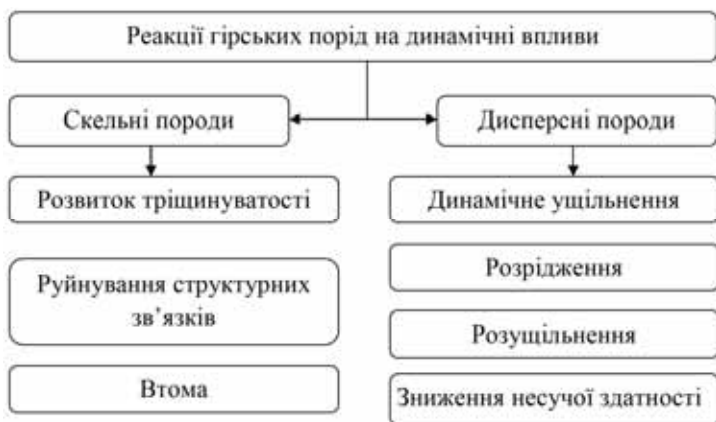 Реакції гірських порід на динамічні впливи
Скельні породи
Дисперсні породи
Розвиток тріщинуватості
Динамічне ущільнення
Руйнування структурних
зв’язків
Розрідження
Розущільнення
Втома
Зниження несучої здатності